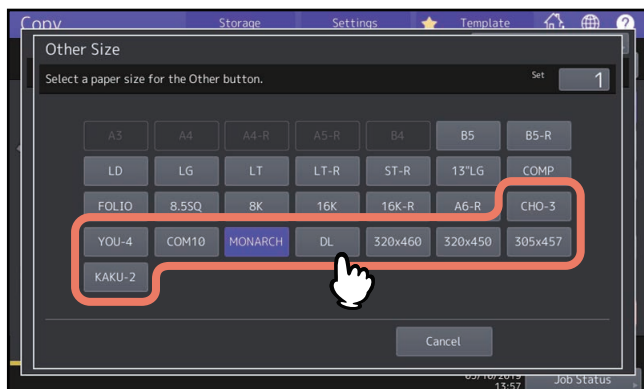 Copy Storage Settings Template ?
Other Size
Select a paper size for the Other button. Set 1
A3 A4 A4-R A5-R B4 B5 B5-R
LD LG LT LT-R ST-R 13"LG COMP
FOLIO 8.5SQ 8K 16K 16K-R A6-R CHO-3
YOU-4 COM10 MONARCH DL 320x460 320x450 305x457
KAKU-2
Cancel
13:57 Job Status